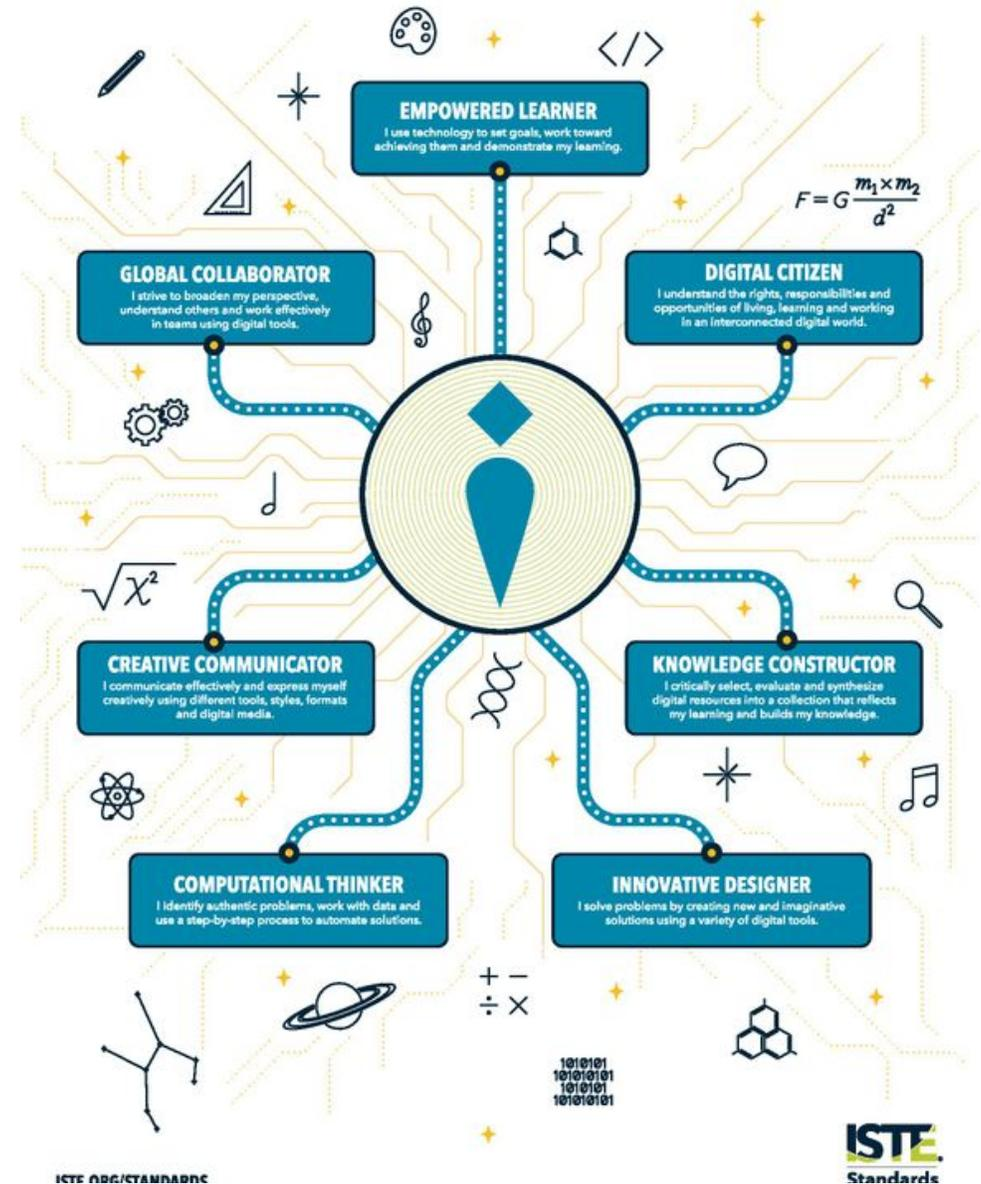 </>
EMPOWERED LEARNER
I use technology to set goals, work toward
achieving them and demonstrate my learning.
F = G m₁ × m₂ / d²
GLOBAL COLLABORATOR
I strive to broaden my perspective,
understand others and work effectively
in teams using digital tools.
DIGITAL CITIZEN
I understand the rights, responsibilities and
opportunities of living, learning and working
in an interconnected digital world.
√x²
CREATIVE COMMUNICATOR
I communicate effectively and express myself
creatively using different tools, styles, formats
and digital media.
KNOWLEDGE CONSTRUCTOR
I critically select, evaluate and synthesize
digital resources into a collection that reflects
my learning and builds my knowledge.
COMPUTATIONAL THINKER
I identify authentic problems, work with data and
use a step-by-step process to automate solutions.
INNOVATIVE DESIGNER
I solve problems by creating new and imaginative
solutions using a variety of digital tools.
+ −
÷ ×
1010101
101010101
1010101
101010101
ISTE.
Standards
ISTE.ORG/STANDARDS